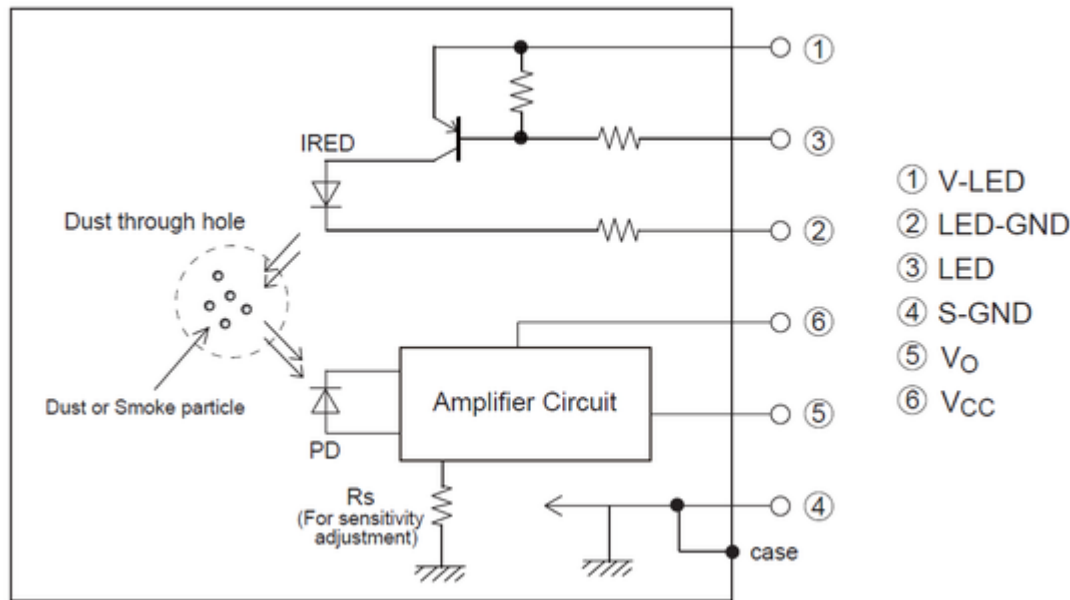 ①
③
IRED
Dust through hole
②
⑥
Amplifier Circuit
⑤
Dust or Smoke particle
PD
Rs
(For sensitivity
adjustment)
④
case
① V-LED
② LED-GND
③ LED
④ S-GND
⑤ VO
⑥ VCC